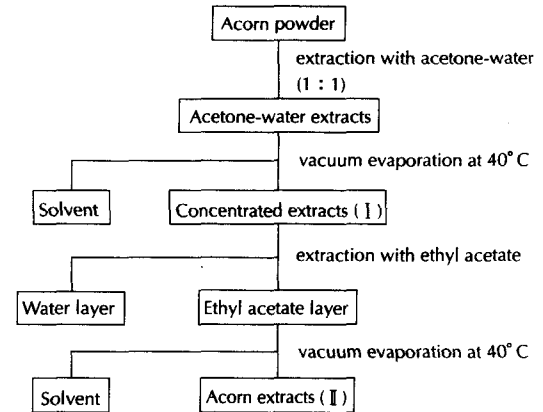 Acorn powder
extraction with acetone-water
(1 : 1)
Acetone-water extracts
vacuum evaporation at 40°C
Solvent
Concentrated extracts (Ⅰ)
extraction with ethyl acetate
Water layer
Ethyl acetate layer
vacuum evaporation at 40°C
Solvent
Acorn extracts (Ⅱ)